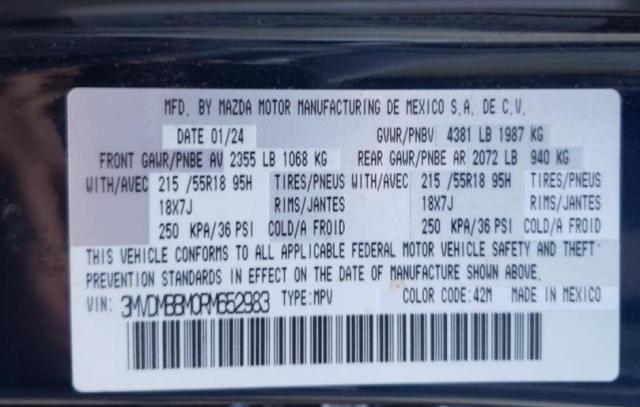 MFD. BY MAZDA MOTOR MANUFACTURING DE MEXICO S.A. DE C.V.
DATE 01/24 GVWR/PNBV 4381 LB 1987 KG
FRONT GAWR/PNBE AV 2355 LB 1068 KG REAR GAWR/PNBE AR 2072 LB 940 KG
WITH/AVEC 215 /55R18 95H TIRES/PNEUS WITH/AVEC 215 /55R18 95H TIRES/PNEUS
18X7J RIMS/JANTES 18X7J RIMS/JANTES
250 KPA/36 PSI COLD/A FROID 250 KPA/36 PSI COLD/A FROID
THIS VEHICLE CONFORMS TO ALL APPLICABLE FEDERAL MOTOR VEHICLE SAFETY AND THEFT
PREVENTION STANDARDS IN EFFECT ON THE DATE OF MANUFACTURE SHOWN ABOVE.
VIN: 3MVDMBBM0RM652983 TYPE:MPV COLOR CODE:42M MADE IN MEXICO